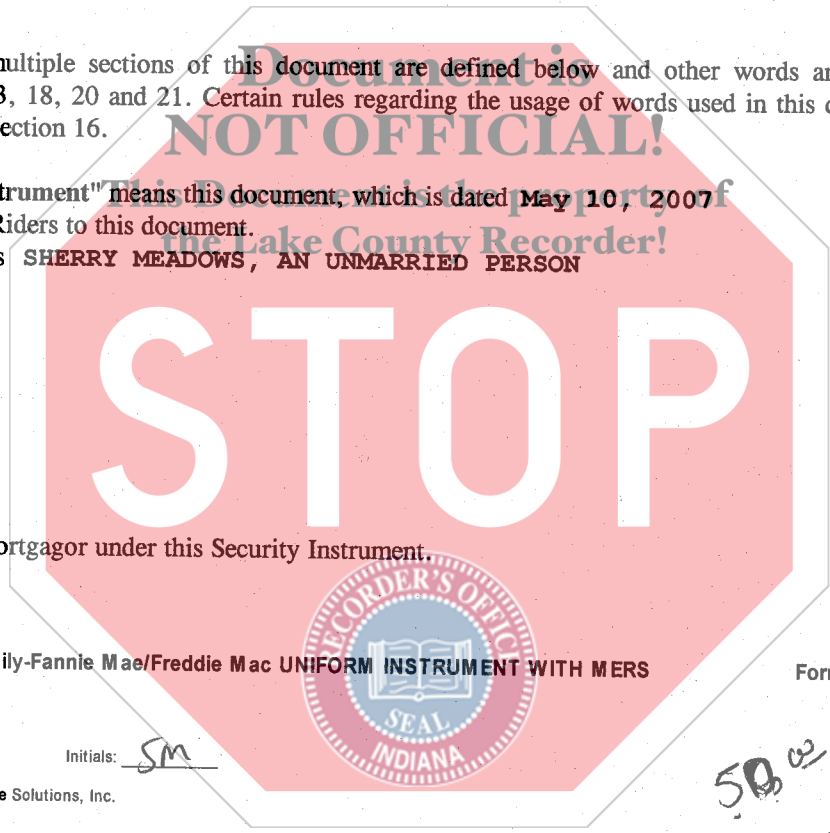 multiple sections of this document are defined below and other words an
3, 18, 20 and 21. Certain rules regarding the usage of words used in this
ection 16.
Document is
NOT OFFICIAL!
This Document is the property of
the Lake County Recorder!
trument" means this document, which is dated May 10, 2007
Riders to this document.
s SHERRY MEADOWS, AN UNMARRIED PERSON
STOP
ortgagor under this Security Instrument.
RECORDER'S OFFICE
SEAL
INDIANA
ily-Fannie Mae/Freddie Mac UNIFORM INSTRUMENT WITH MERS
Form
Initials: SM
50 00
e Solutions, Inc.